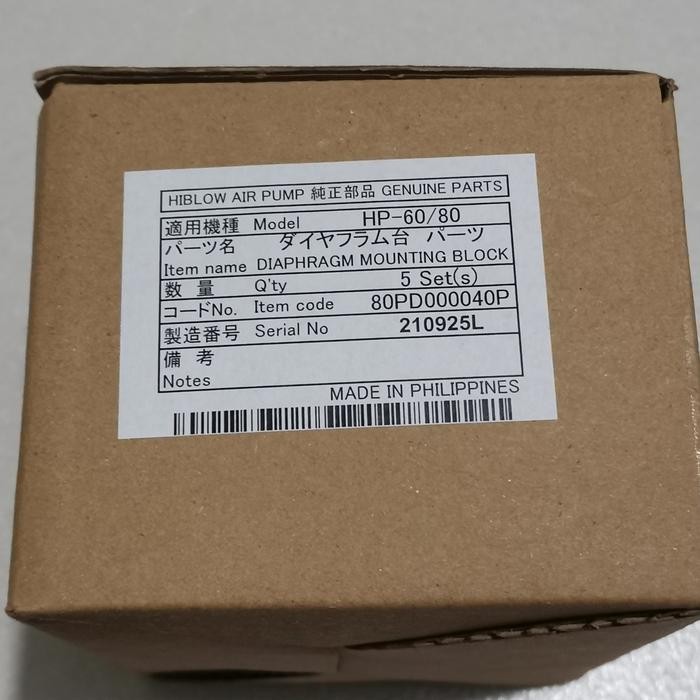 HIBLOW AIR PUMP 純正部品 GENUINE PARTS
適用機種 Model HP-60/80
パーツ名 ダイヤフラム台 パーツ
Item name DIAPHRAGM MOUNTING BLOCK
数 量 Q'ty 5 Set(s)
コードNo. Item code 80PD000040P
製造番号 Serial No 210925L
備 考
Notes
MADE IN PHILIPPINES